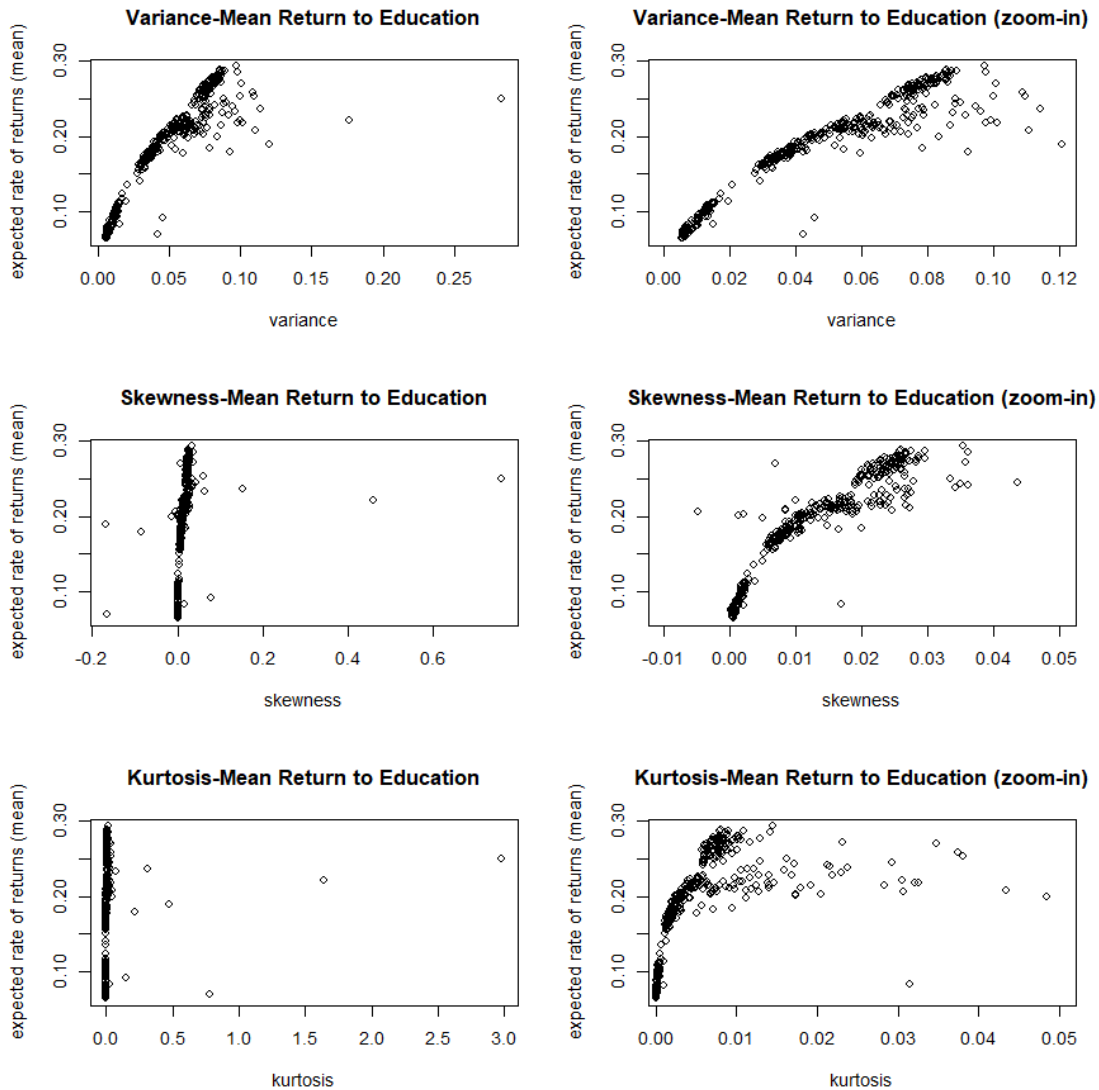 Variance-Mean Return to Education
expected rate of returns (mean)
0.10 0.20 0.30
0.00 0.05 0.10 0.15 0.20 0.25
variance
Variance-Mean Return to Education (zoom-in)
expected rate of returns (mean)
0.10 0.20 0.30
0.00 0.02 0.04 0.06 0.08 0.10 0.12
variance
Skewness-Mean Return to Education
expected rate of returns (mean)
0.10 0.20 0.30
-0.2 0.0 0.2 0.4 0.6
skewness
Skewness-Mean Return to Education (zoom-in)
expected rate of returns (mean)
0.10 0.20 0.30
-0.01 0.00 0.01 0.02 0.03 0.04 0.05
skewness
Kurtosis-Mean Return to Education
expected rate of returns (mean)
0.10 0.20 0.30
0.0 0.5 1.0 1.5 2.0 2.5 3.0
kurtosis
Kurtosis-Mean Return to Education (zoom-in)
expected rate of returns (mean)
0.10 0.20 0.30
0.00 0.01 0.02 0.03 0.04 0.05
kurtosis